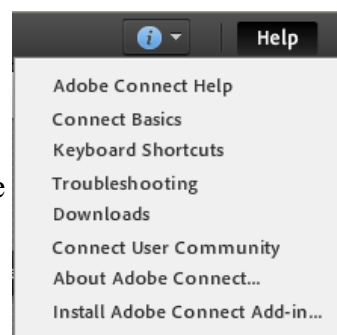 Help
Adobe Connect Help
Connect Basics
Keyboard Shortcuts
Troubleshooting
Downloads
Connect User Community
About Adobe Connect...
Install Adobe Connect Add-in...